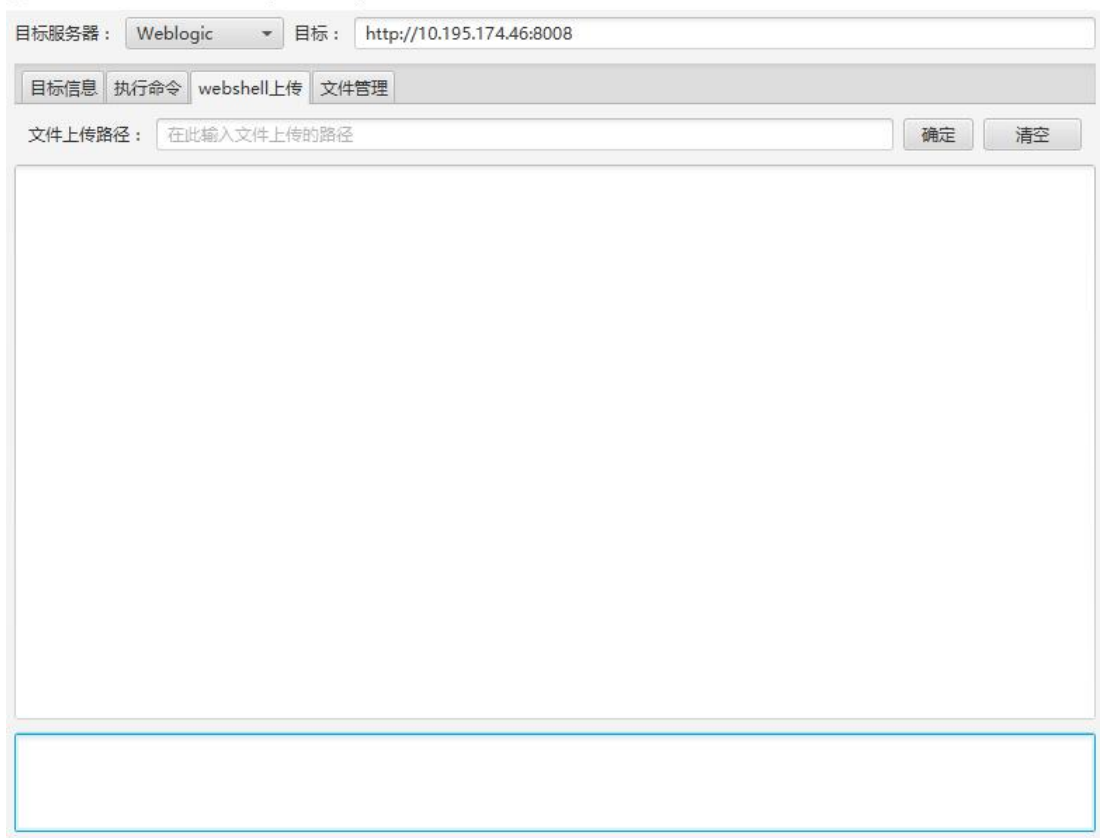 目标服务器： Weblogic 目标： http://10.195.174.46:8008
目标信息 执行命令 webshell上传 文件管理
文件上传路径： 在此输入文件上传的路径 确定 清空